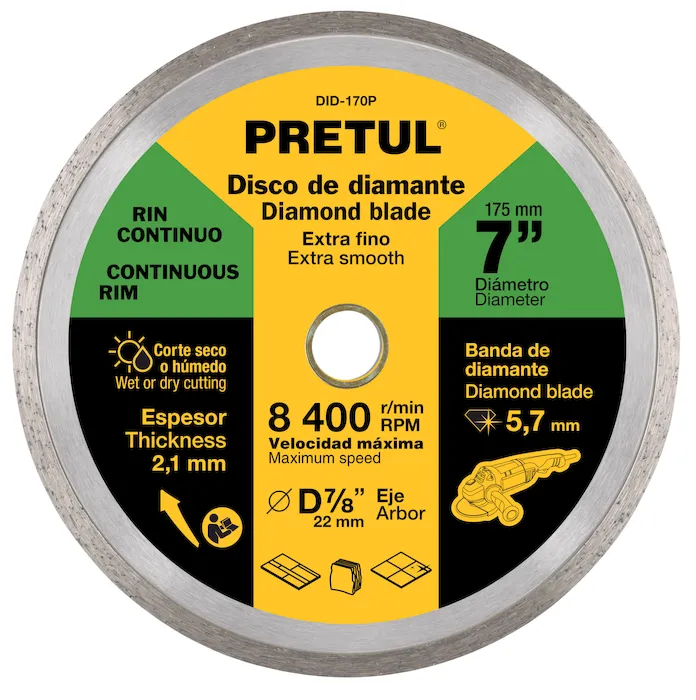 DID-170P
PRETUL®
Disco de diamante
Diamond blade
Extra fino
Extra smooth
RIN
CONTINUO
CONTINUOUS
RIM
175 mm
7”
Diámetro
Diameter
Corte seco
o húmedo
Wet or dry cutting
Espesor
Thickness
2,1 mm
8 400 r/min
RPM
Velocidad máxima
Maximum speed
D⅞”
22 mm
Eje
Arbor
Banda de
diamante
Diamond blade
5,7 mm